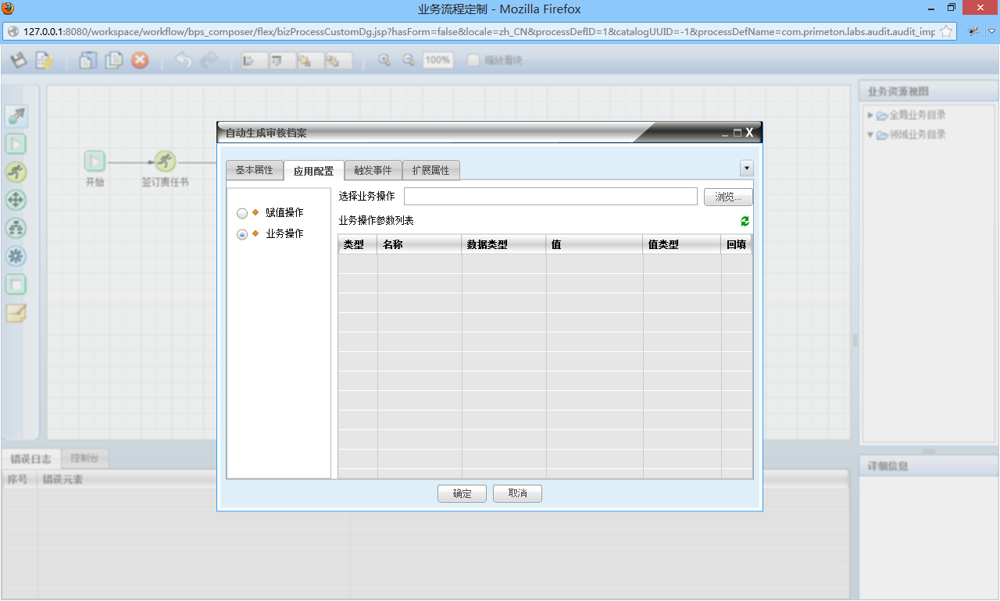 业务流程定制 - Mozilla Firefox
127.0.0.1:8080/workspace/workflow/bps_composer/flex/bizProcessCustomDg.jsp?hasForm=false&locale=zh_CN&processDefID=1&catalogUUID=-1&processDefName=com.primeton.labs.audit.audit_imp
100% 缩放滑块
业务资源视图
全局业务目录
领域业务目录
开始 签订责任书
自动生成审核档案
基本属性 应用配置 触发事件 扩展属性
赋值操作
业务操作
选择业务操作 浏览...
业务操作参数列表
类型 名称 数据类型 值 值类型 回填
确定 取消
错误日志 控制台
序号 错误元素
详细信息